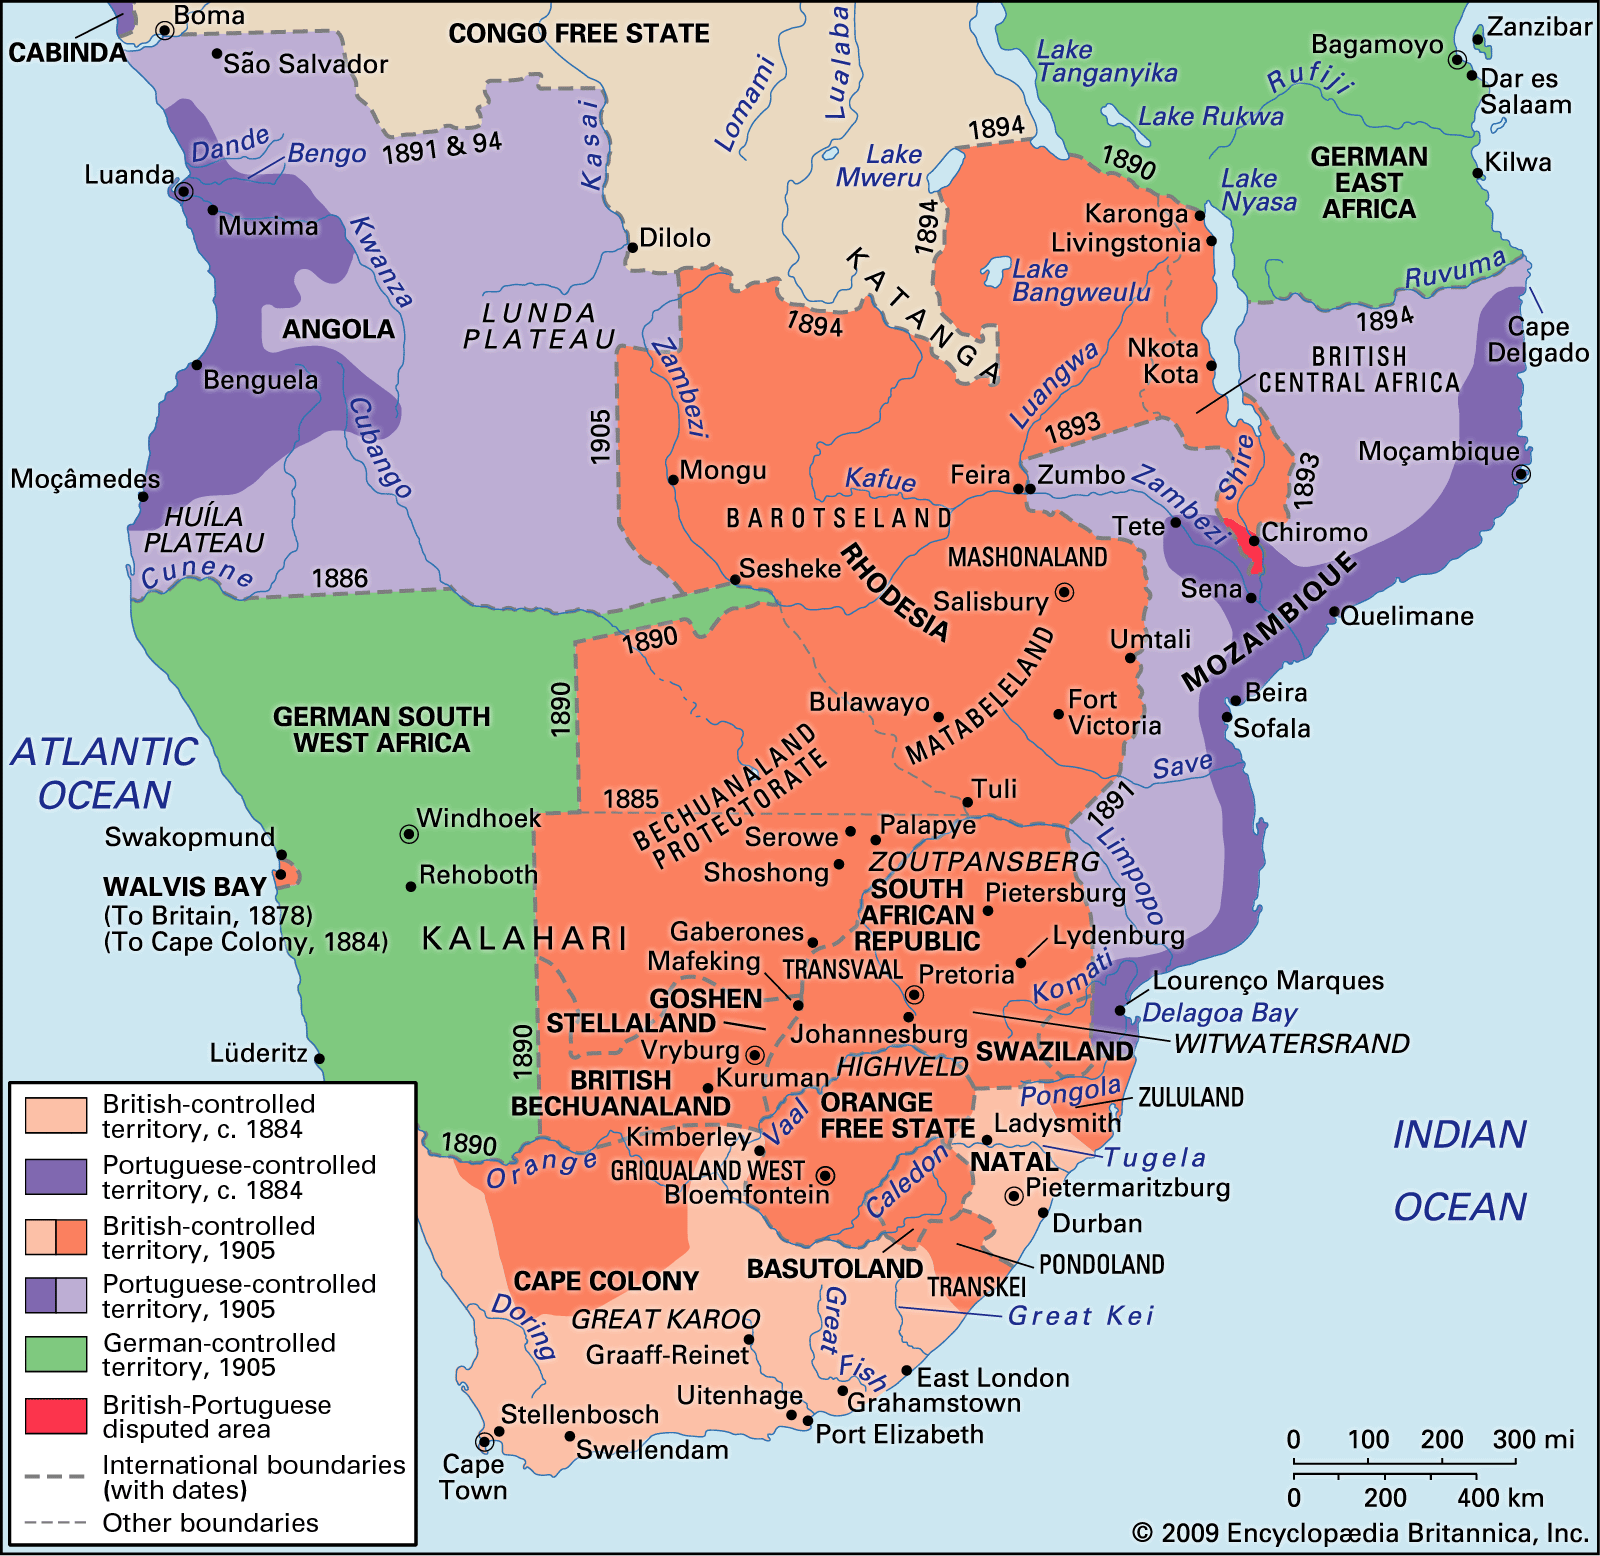 Boma
CABINDA
São Salvador
CONGO FREE STATE
Lomami
Lualaba
Kasai
Lake
Tanganyika
Bagamoyo
Zanzibar
Dar es
Salaam
Rufiji
Lake Rukwa
1894
1890
Dande
Bengo
1891 & 94
Lake
Mweru
GERMAN
EAST
AFRICA
Kilwa
Luanda
Muxima
Lake
Nyasa
Karonga
Livingstonia
1894
Kwanza
Dilolo
KATANGA
Lake
Bangweulu
Ruvuma
1894
Cape
Delgado
ANGOLA
LUNDA
PLATEAU
1894
Zambezi
Luangwa
Nkota
Kota
BRITISH
CENTRAL AFRICA
Benguela
Cubango
1905
1893
Shire
1893
Moçambique
Moçâmedes
Mongu
Kafue
Feira
Zumbo
Zambezi
HUÍLA
PLATEAU
BAROTSELAND
Tete
Chiromo
Cunene
1886
Sesheke
RHODESIA
MASHONALAND
Salisbury
Sena
MOZAMBIQUE
Quelimane
1890
Umtali
1890
GERMAN SOUTH
WEST AFRICA
Bulawayo
MATABELELAND
Fort
Victoria
Beira
Sofala
ATLANTIC
OCEAN
BECHUANALAND
PROTECTORATE
Save
1885
Tuli
1891
Swakopmund
Windhoek
Serowe
Palapye
Limpopo
Shoshong
ZOUTPANSBERG
WALVIS BAY
(To Britain, 1878)
(To Cape Colony, 1884)
Rehoboth
SOUTH
AFRICAN
REPUBLIC
Pietersburg
KALAHARI
Gaberones
Lydenburg
Mafeking
TRANSVAAL
Pretoria
Komati
Lourenço Marques
GOSHEN
STELLALAND
Johannesburg
Delagoa Bay
WITWATERSRAND
Lüderitz
1890
Vryburg
SWAZILAND
HIGHVELD
BRITISH
BECHUANALAND
Kuruman
Pongola
ZULULAND
Vaal
ORANGE
FREE STATE
Ladysmith
1890
Orange
Kimberley
GRIQUALAND WEST
Bloemfontein
Caledon
NATAL
Tugela
Pietermaritzburg
Durban
INDIAN
OCEAN
BASUTOLAND
PONDOLAND
TRANSKEI
CAPE COLONY
GREAT KAROO
Doring
Great Kei
Graaff-Reinet
Great
Fish
East London
Uitenhage
Grahamstown
Port Elizabeth
Stellenbosch
Swellendam
Cape
Town
British-controlled
territory, c. 1884
Portuguese-controlled
territory, c. 1884
British-controlled
territory, 1905
Portuguese-controlled
territory, 1905
German-controlled
territory, 1905
British-Portuguese
disputed area
International boundaries
(with dates)
Other boundaries
0 100 200 300 mi
0 200 400 km
© 2009 Encyclopædia Britannica, Inc.